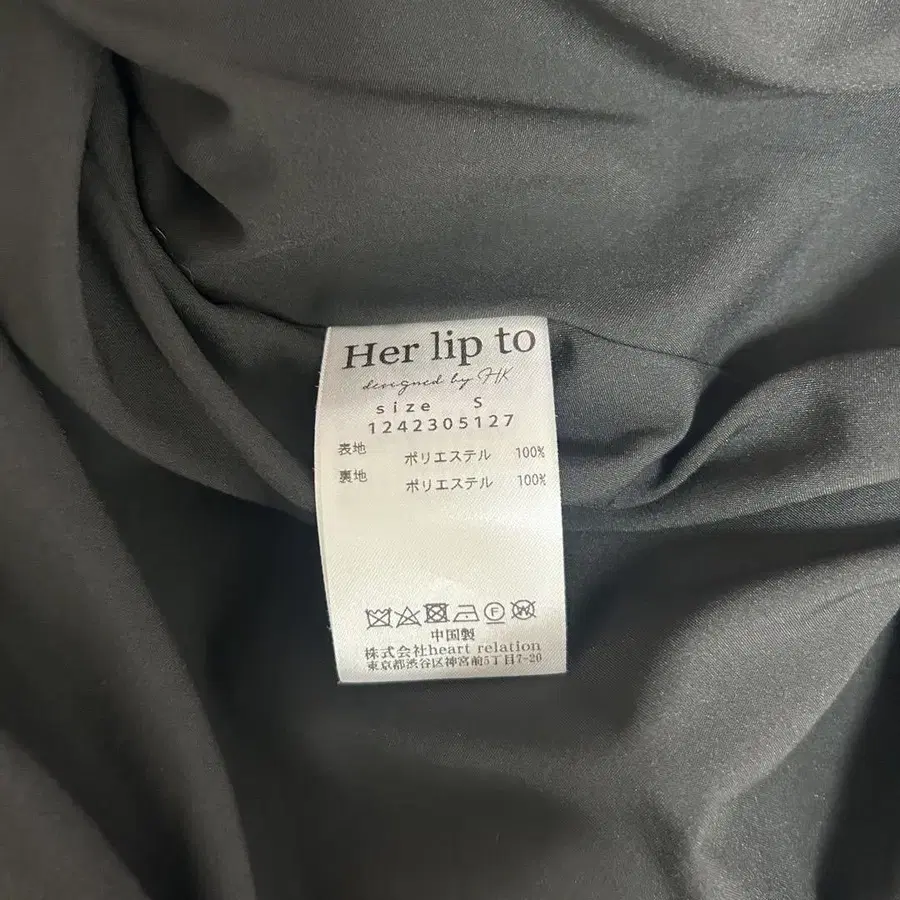 Her lip to
designed by HK
size S
1242305127
表地 ポリエステル 100%
裏地 ポリエステル 100%
F W
中国製
株式会社heart relation
東京都渋谷区神宮前5丁目7-20